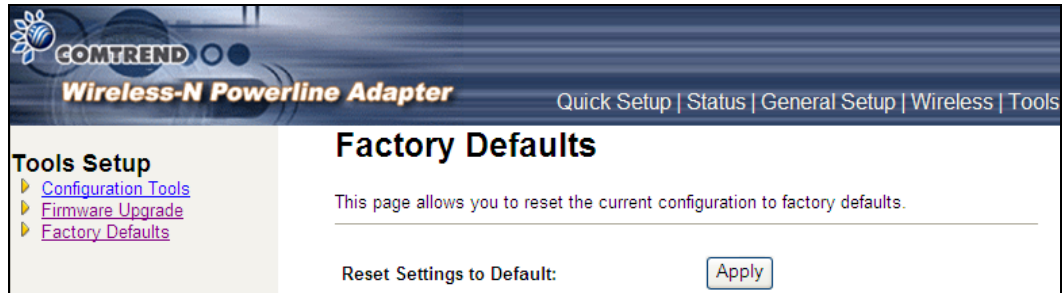 COMTREND
Wireless-N Powerline Adapter
Quick Setup | Status | General Setup | Wireless | Tools
Tools Setup
Configuration Tools
Firmware Upgrade
Factory Defaults
Factory Defaults
This page allows you to reset the current configuration to factory defaults.
Reset Settings to Default: Apply